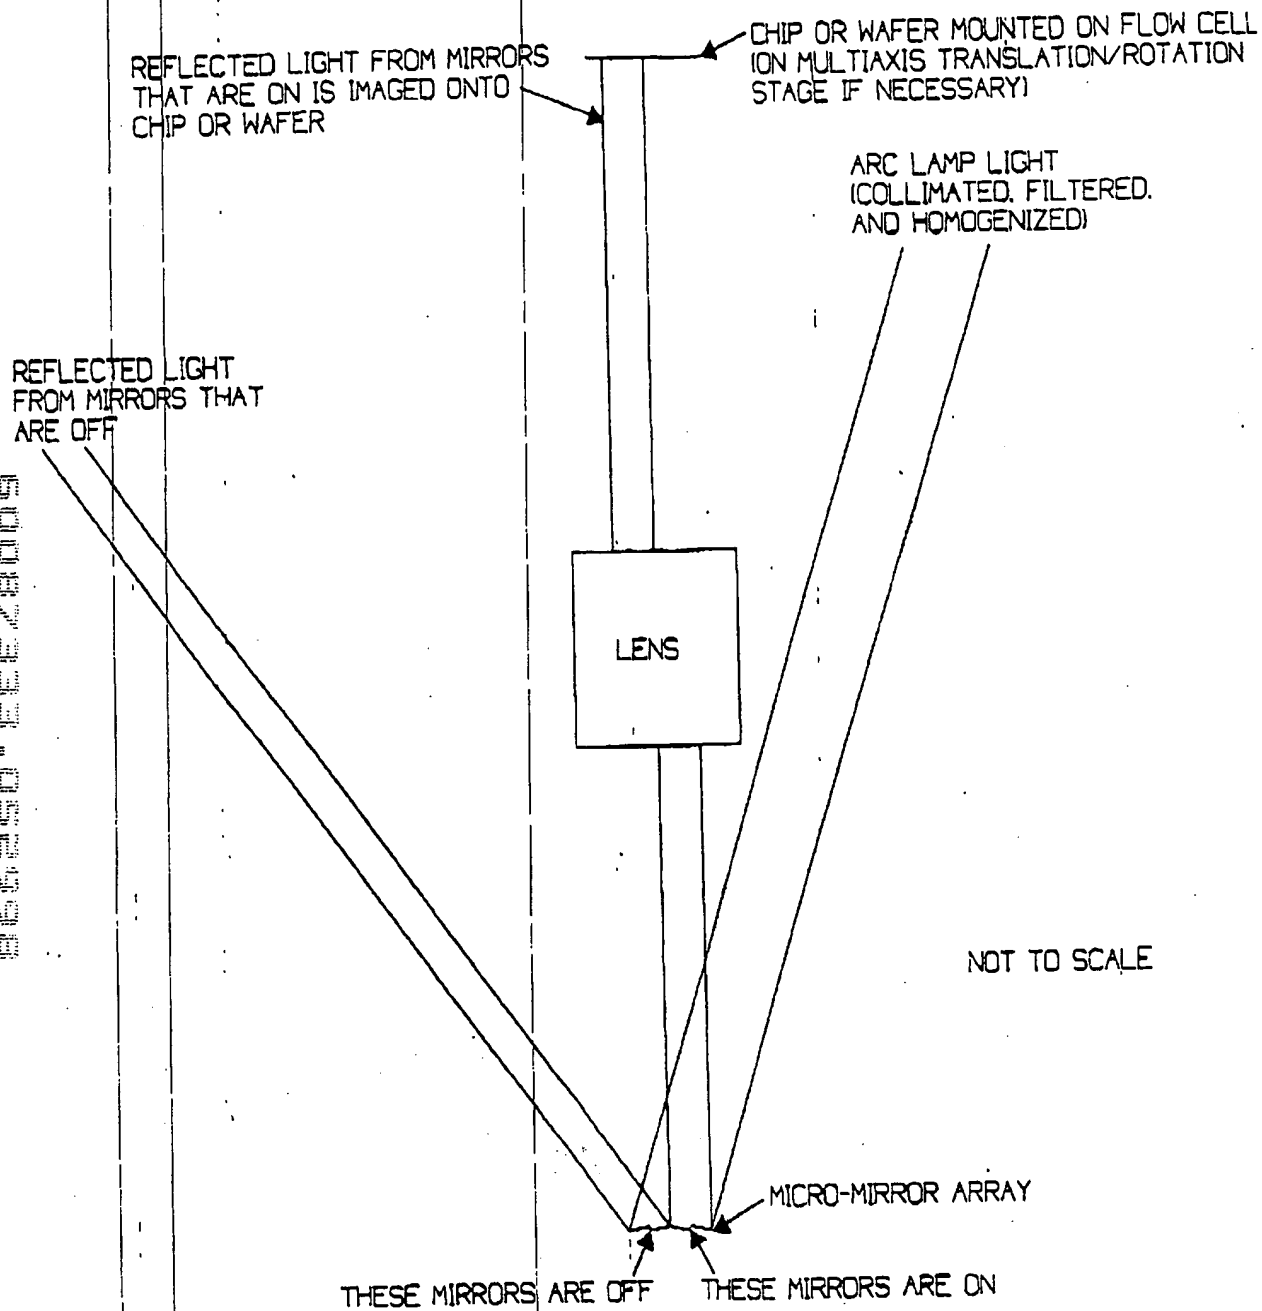 CHIP OR WAFER MOUNTED ON FLOW CELL
(ON MULTIAXIS TRANSLATION/ROTATION
STAGE IF NECESSARY)
REFLECTED LIGHT FROM MIRRORS
THAT ARE ON IS IMAGED ONTO
CHIP OR WAFER
ARC LAMP LIGHT
(COLLIMATED, FILTERED,
AND HOMOGENIZED)
REFLECTED LIGHT
FROM MIRRORS THAT
ARE OFF
LENS
NOT TO SCALE
MICRO-MIRROR ARRAY
THESE MIRRORS ARE OFF
THESE MIRRORS ARE ON